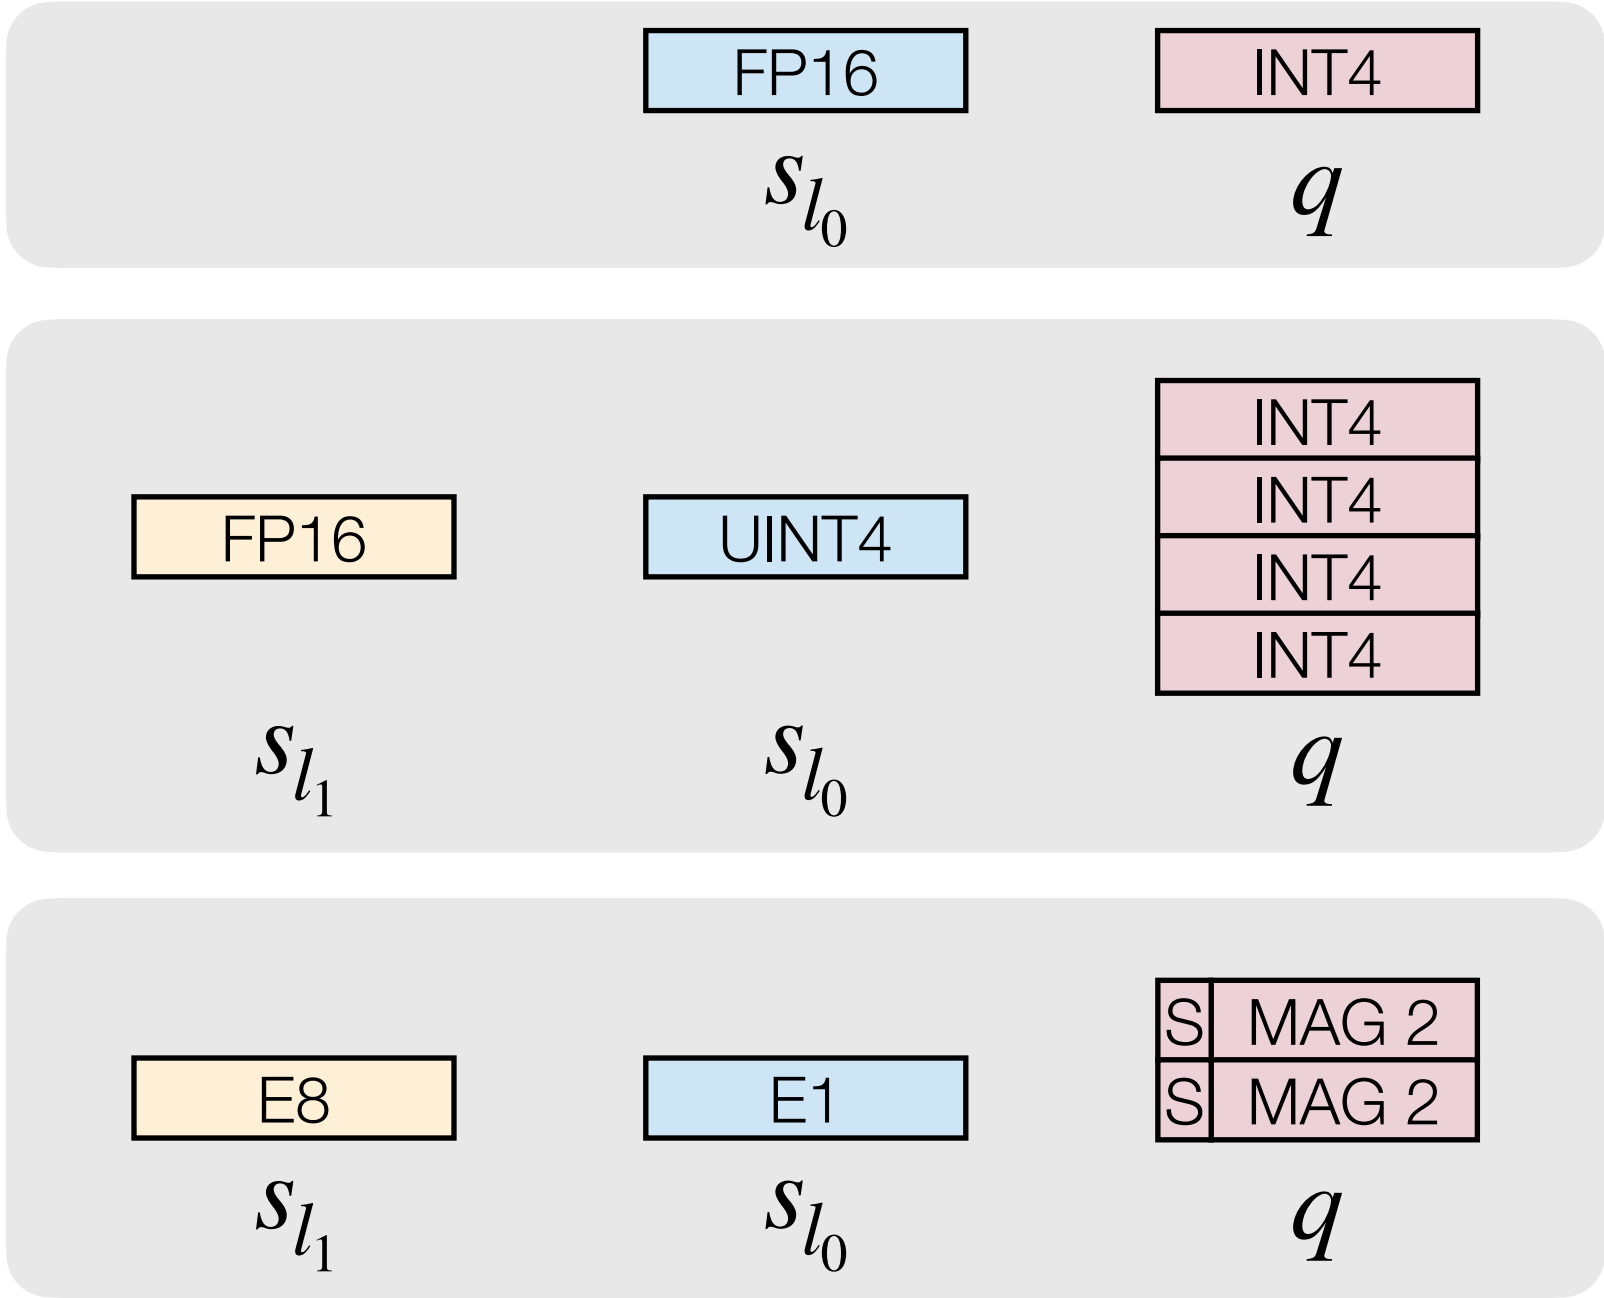 FP16 INT4
s_{l_0} q
INT4
INT4
FP16 UINT4 INT4
INT4
s_{l_1} s_{l_0} q
S MAG 2
E8 E1 S MAG 2
s_{l_1} s_{l_0} q